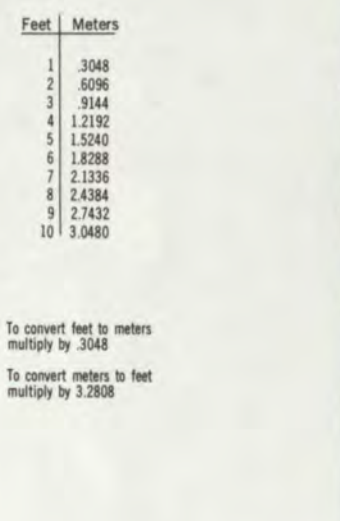 Feet Meters
1 .3048
2 .6096
3 .9144
4 1.2192
5 1.5240
6 1.8288
7 2.1336
8 2.4384
9 2.7432
10 3.0480
To convert feet to meters
multiply by .3048
To convert meters to feet
multiply by 3.2808